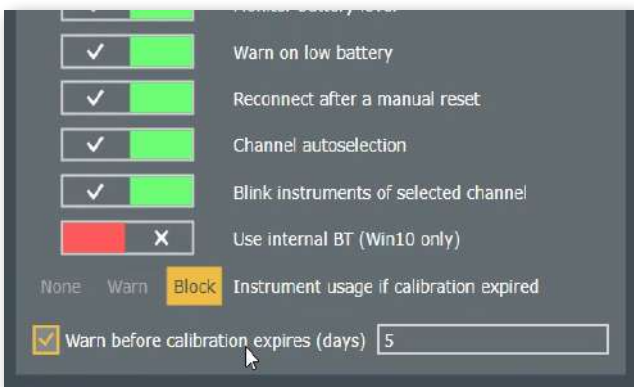 Warn on low battery
Reconnect after a manual reset
Channel autoselection
Blink instruments of selected channel
Use internal BT (Win10 only)
None Warn Block Instrument usage if calibration expired
Warn before calibration expires (days) 5